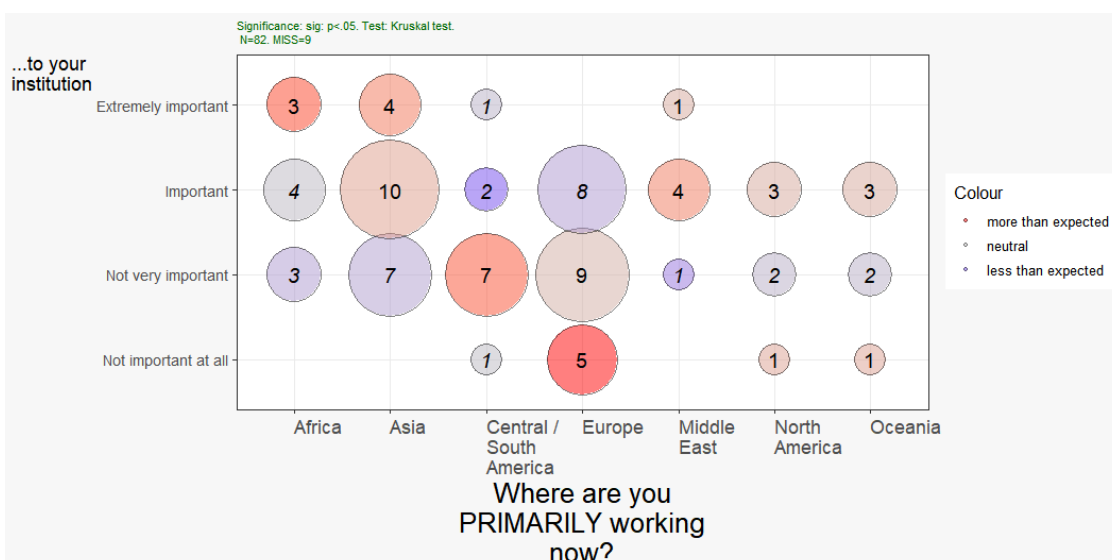 Significance: sig: p<.05. Test: Kruskal test.
N=82. MISS=9
...to your
institution
Extremely important
3
4
1
1
Important
4
10
2
8
4
3
3
Not very important
3
7
7
9
1
2
2
Not important at all
1
5
1
1
Africa
Asia
Central /
South
America
Europe
Middle
East
North
America
Oceania
Where are you
PRIMARILY working
now?
Colour
more than expected
neutral
less than expected